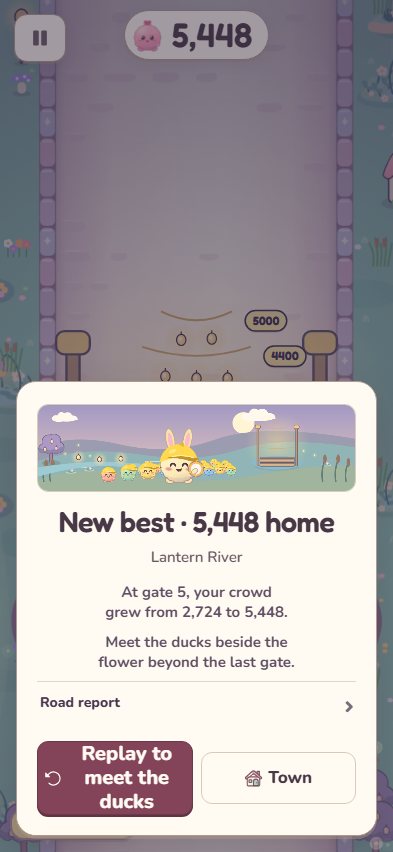 5,448
5000
4400
New best · 5,448 home
Lantern River
At gate 5, your crowd
grew from 2,724 to 5,448.
Meet the ducks beside the
flower beyond the last gate.
Road report
Replay to
meet the
ducks
Town